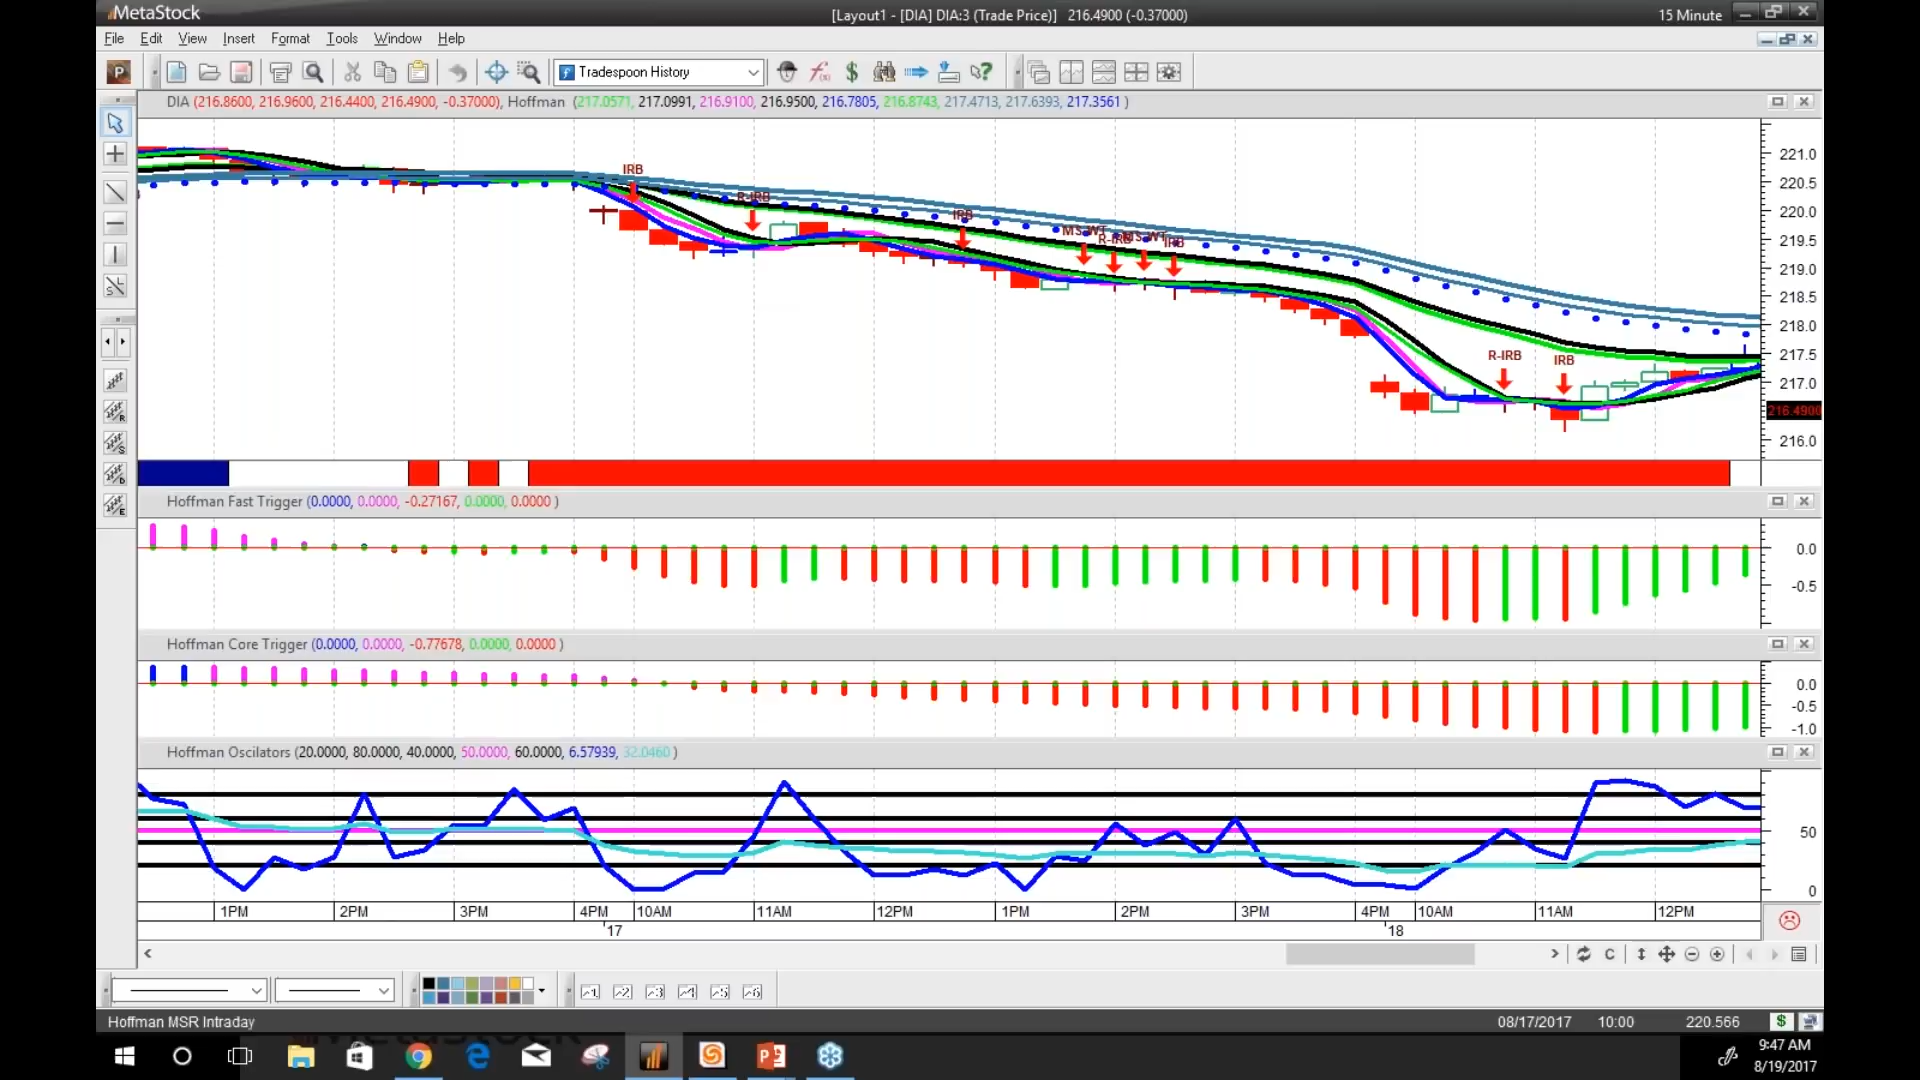 MetaStock
[Layout1 - [DIA] DIA:3 (Trade Price)] 216.4900 (-0.37000)
15 Minute
File Edit View Insert Format Tools Window Help
P
Tradespoon History
DIA (216.8600, 216.9600, 216.4400, 216.4900, -0.37000), Hoffman (217.0571, 217.0991, 216.9100, 216.9500, 216.7805, 216.8743, 217.4713, 217.6393, 217.3561 )
221.0
220.5
220.0
219.5
219.0
218.5
218.0
217.5
217.0
216.4900
216.0
IRB
R-IRB
IRB
MS-WT
R-IRB
MS-WT
IRB
R-IRB
IRB
Hoffman Fast Trigger (0.0000, 0.0000, -0.27167, 0.0000, 0.0000 )
0.0
-0.5
Hoffman Core Trigger (0.0000, 0.0000, -0.77678, 0.0000, 0.0000 )
0.0
-0.5
-1.0
Hoffman Oscilators (20.0000, 80.0000, 40.0000, 50.0000, 60.0000, 6.57939, 32.0460 )
50
0
1PM 2PM 3PM 4PM 10AM 11AM 12PM 1PM 2PM 3PM 4PM 10AM 11AM 12PM
'17 '18
C
Hoffman MSR Intraday
08/17/2017 10:00 220.566
9:47 AM
8/19/2017